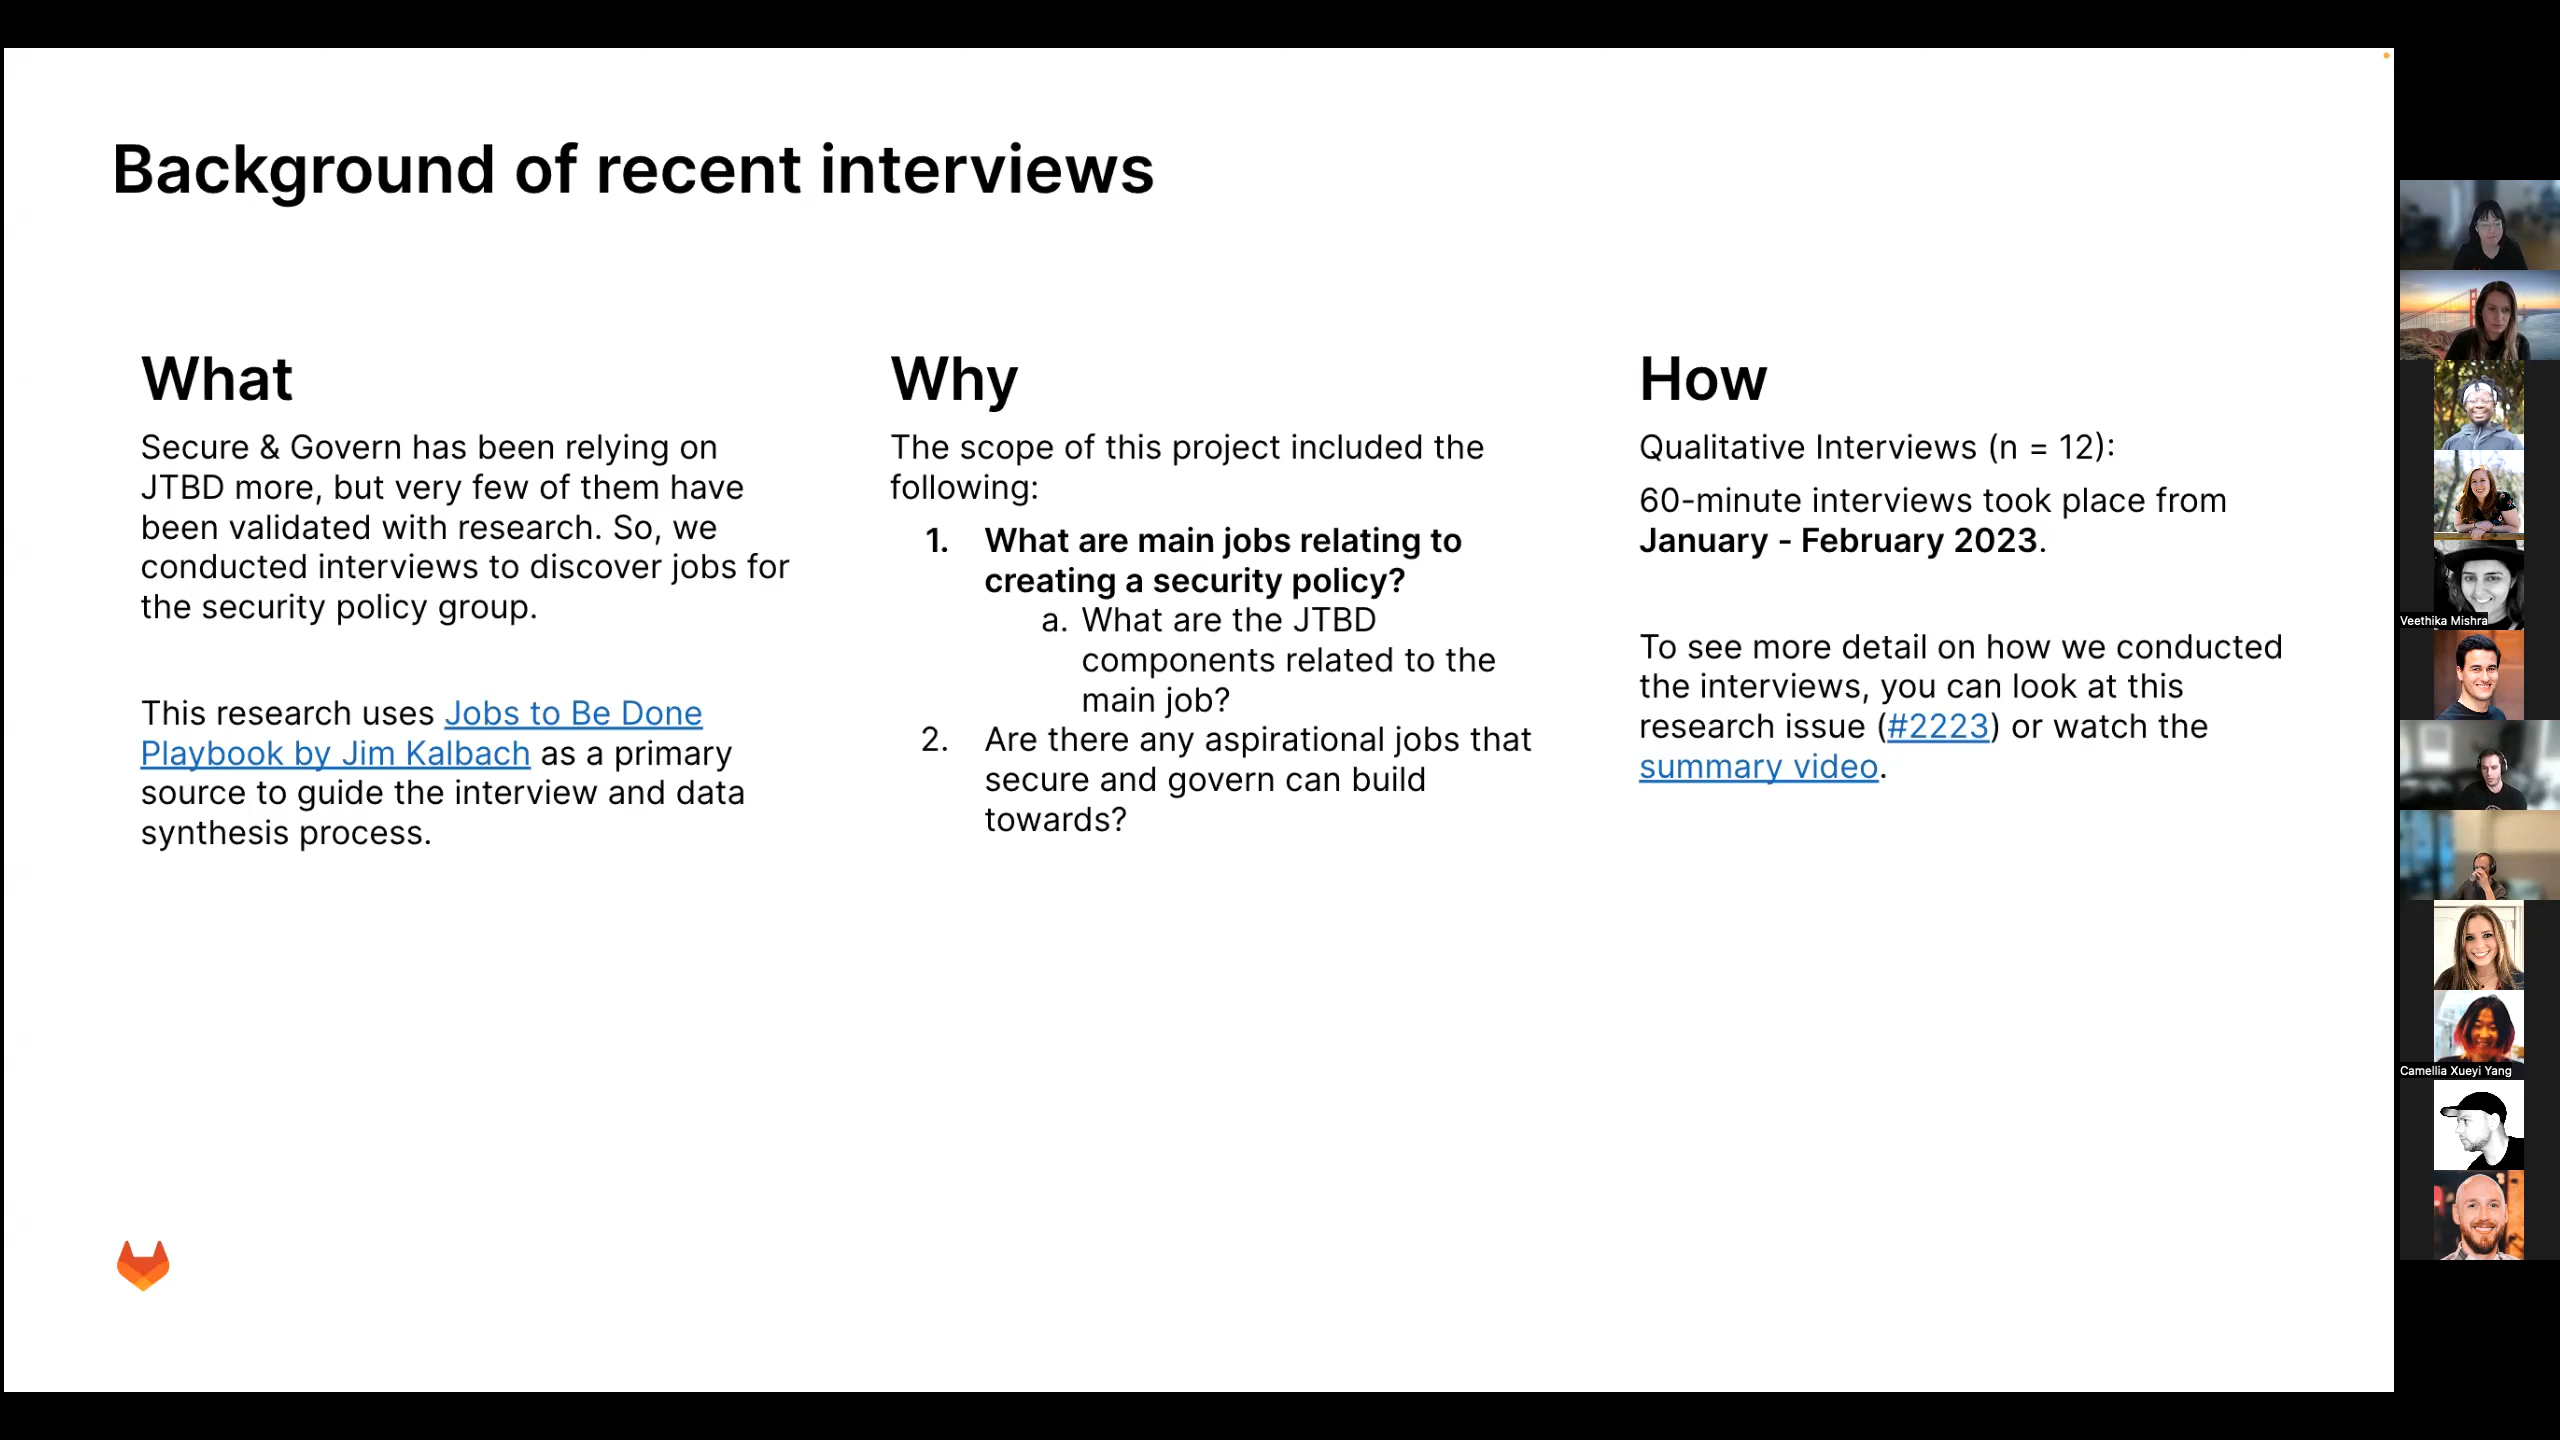 Background of recent interviews
What
Secure & Govern has been relying on
JTBD more, but very few of them have
been validated with research. So, we
conducted interviews to discover jobs for
the security policy group.
This research uses Jobs to Be Done
Playbook by Jim Kalbach as a primary
source to guide the interview and data
synthesis process.
Why
The scope of this project included the
following:
1. What are main jobs relating to
creating a security policy?
a. What are the JTBD
components related to the
main job?
2. Are there any aspirational jobs that
secure and govern can build
towards?
How
Qualitative Interviews (n = 12):
60-minute interviews took place from
January - February 2023.
To see more detail on how we conducted
the interviews, you can look at this
research issue (#2223) or watch the
summary video.
Veethika Mishra
Camellia Xueyi Yang